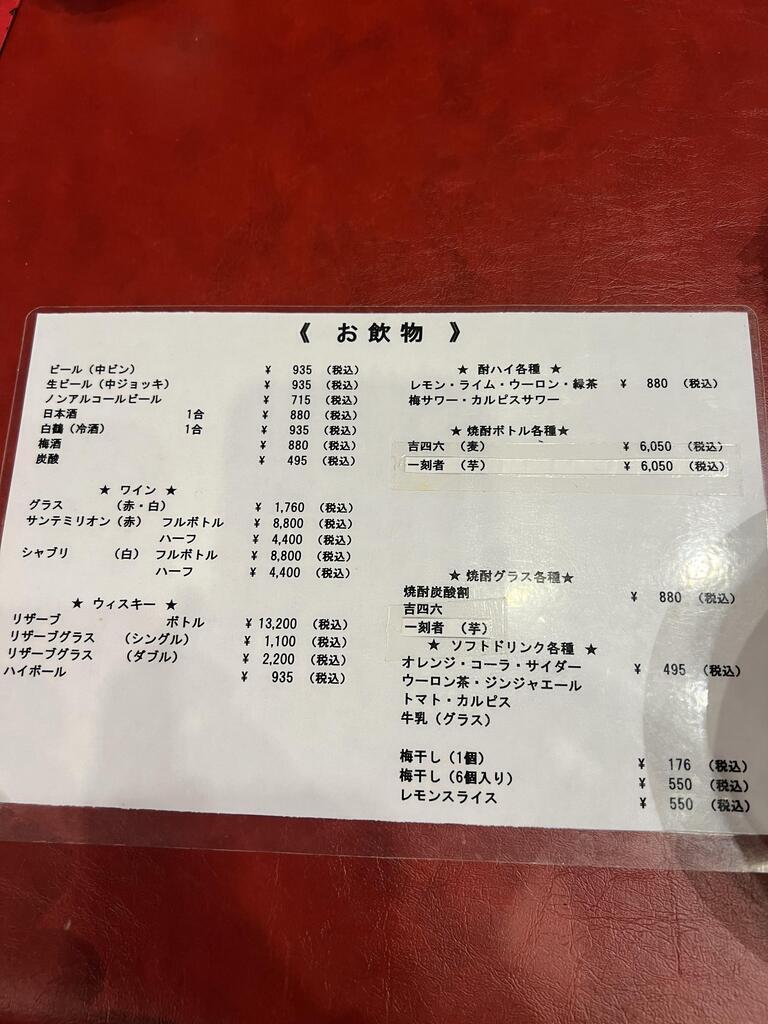 《 お飲物 》
ビール（中ビン） ¥ 935 （税込）
生ビール（中ジョッキ） ¥ 935 （税込）
ノンアルコールビール ¥ 715 （税込）
日本酒 1合 ¥ 880 （税込）
白鶴（冷酒） 1合 ¥ 935 （税込）
梅酒 ¥ 880 （税込）
炭酸 ¥ 495 （税込）
★ ワイン ★
グラス （赤・白） ¥ 1,760 （税込）
サンテミリオン（赤） フルボトル ¥ 8,800 （税込）
ハーフ ¥ 4,400 （税込）
シャブリ （白） フルボトル ¥ 8,800 （税込）
ハーフ ¥ 4,400 （税込）
★ ウィスキー ★
リザーブ ボトル ¥ 13,200 （税込）
リザーブグラス （シングル） ¥ 1,100 （税込）
リザーブグラス （ダブル） ¥ 2,200 （税込）
ハイボール ¥ 935 （税込）
★ 酎ハイ各種 ★
レモン・ライム・ウーロン・緑茶 ¥ 880 （税込）
梅サワー・カルピスサワー
★ 焼酎ボトル各種★
吉四六 （麦） ¥ 6,050 （税込）
一刻者 （芋） ¥ 6,050 （税込）
★ 焼酎グラス各種★
焼酎炭酸割 ¥ 880 （税込）
吉四六
一刻者 （芋）
★ ソフトドリンク各種 ★
オレンジ・コーラ・サイダー ¥ 495 （税込）
ウーロン茶・ジンジャエール
トマト・カルピス
牛乳（グラス）
梅干し（1個） ¥ 176 （税込）
梅干し（6個入り） ¥ 550 （税込）
レモンスライス ¥ 550 （税込）